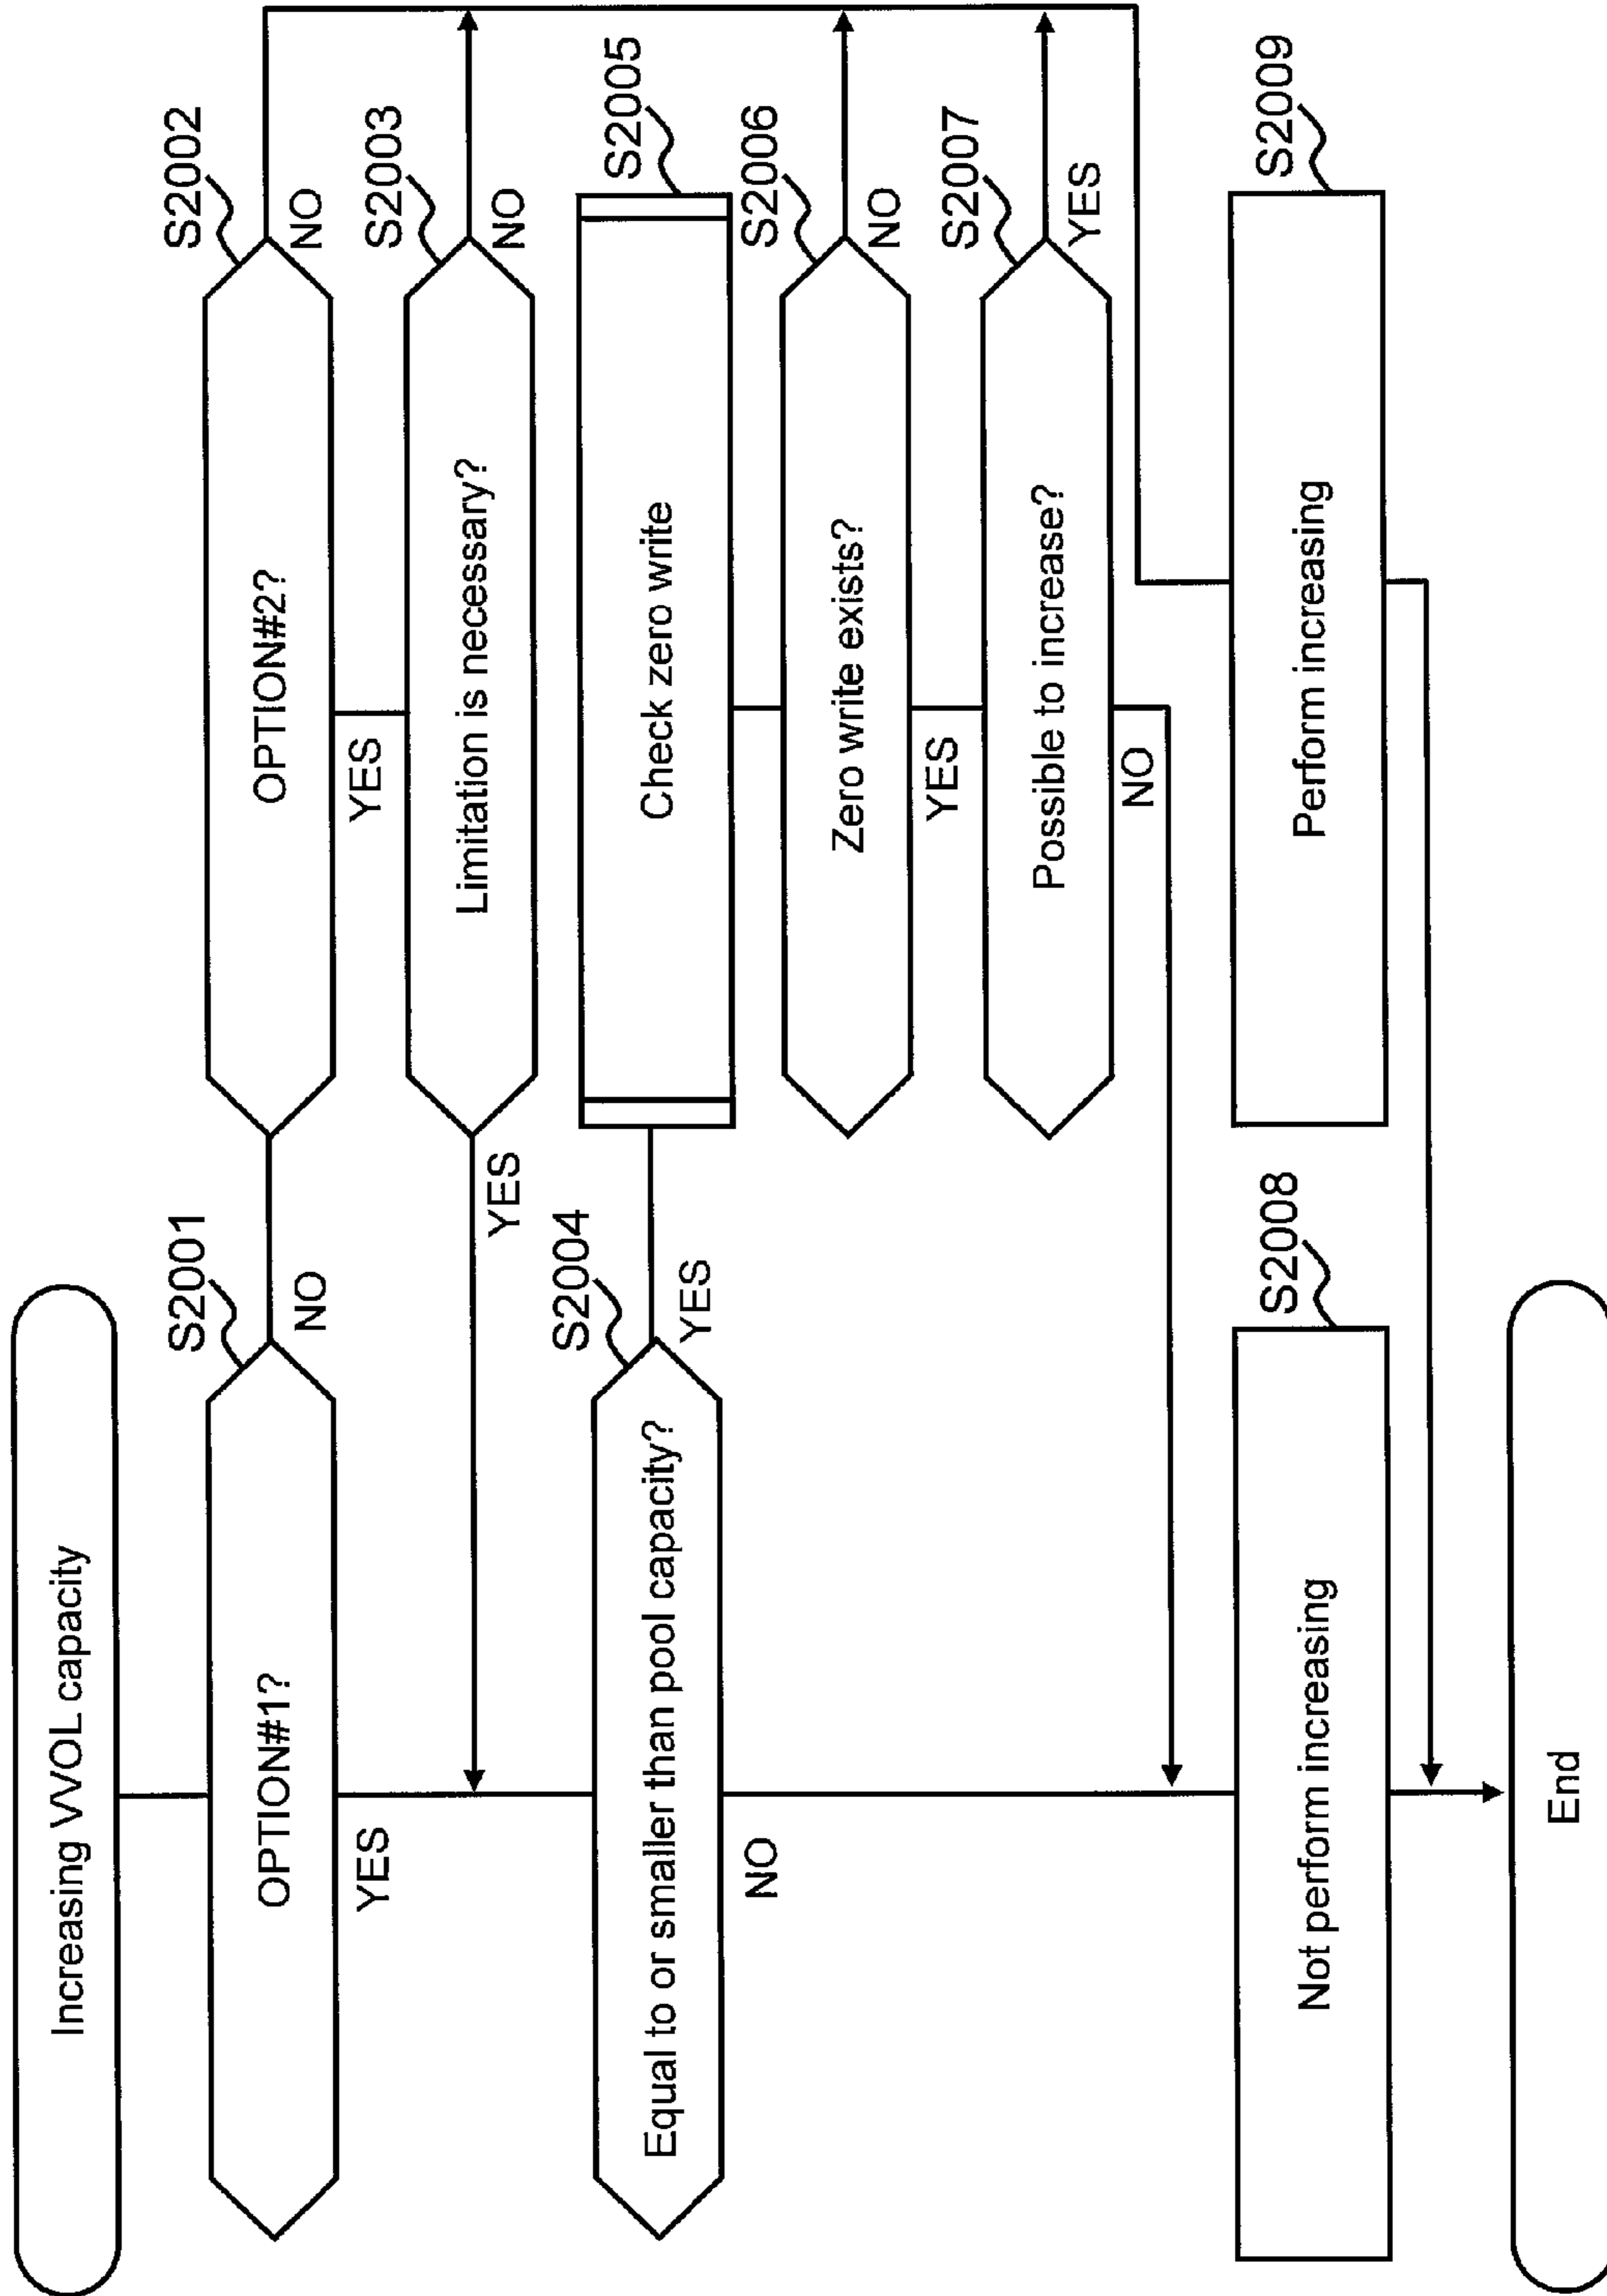 Increasing VVOL capacity
S2001
OPTION#1?
NO
YES
S2002
OPTION#2?
NO
YES
S2003
Limitation is necessary?
NO
YES
S2004
Equal to or smaller than pool capacity?
YES
NO
S2005
Check zero write
S2006
Zero write exists?
NO
YES
S2007
Possible to increase?
YES
NO
S2008
Not perform increasing
S2009
Perform increasing
End